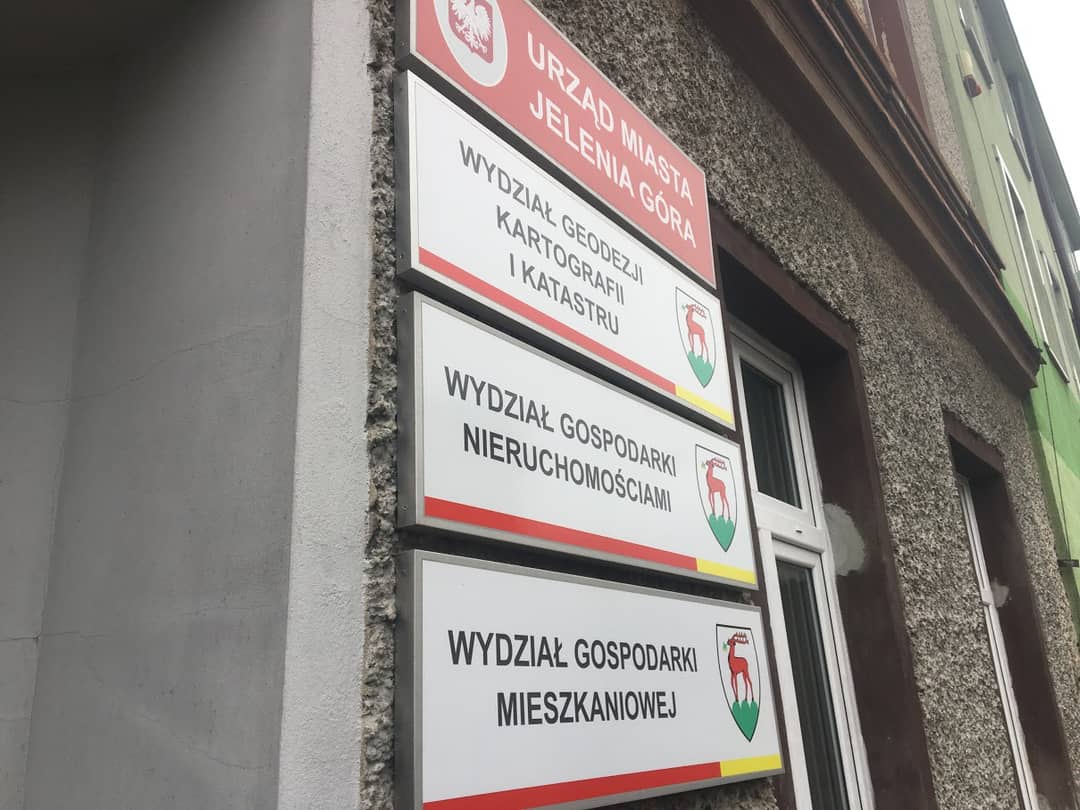 URZĄD MIASTA
JELENIA GÓRA
WYDZIAŁ GEODEZJI
KARTOGRAFII
I KATASTRU
WYDZIAŁ GOSPODARKI
NIERUCHOMOŚCIAMI
WYDZIAŁ GOSPODARKI
MIESZKANIOWEJ